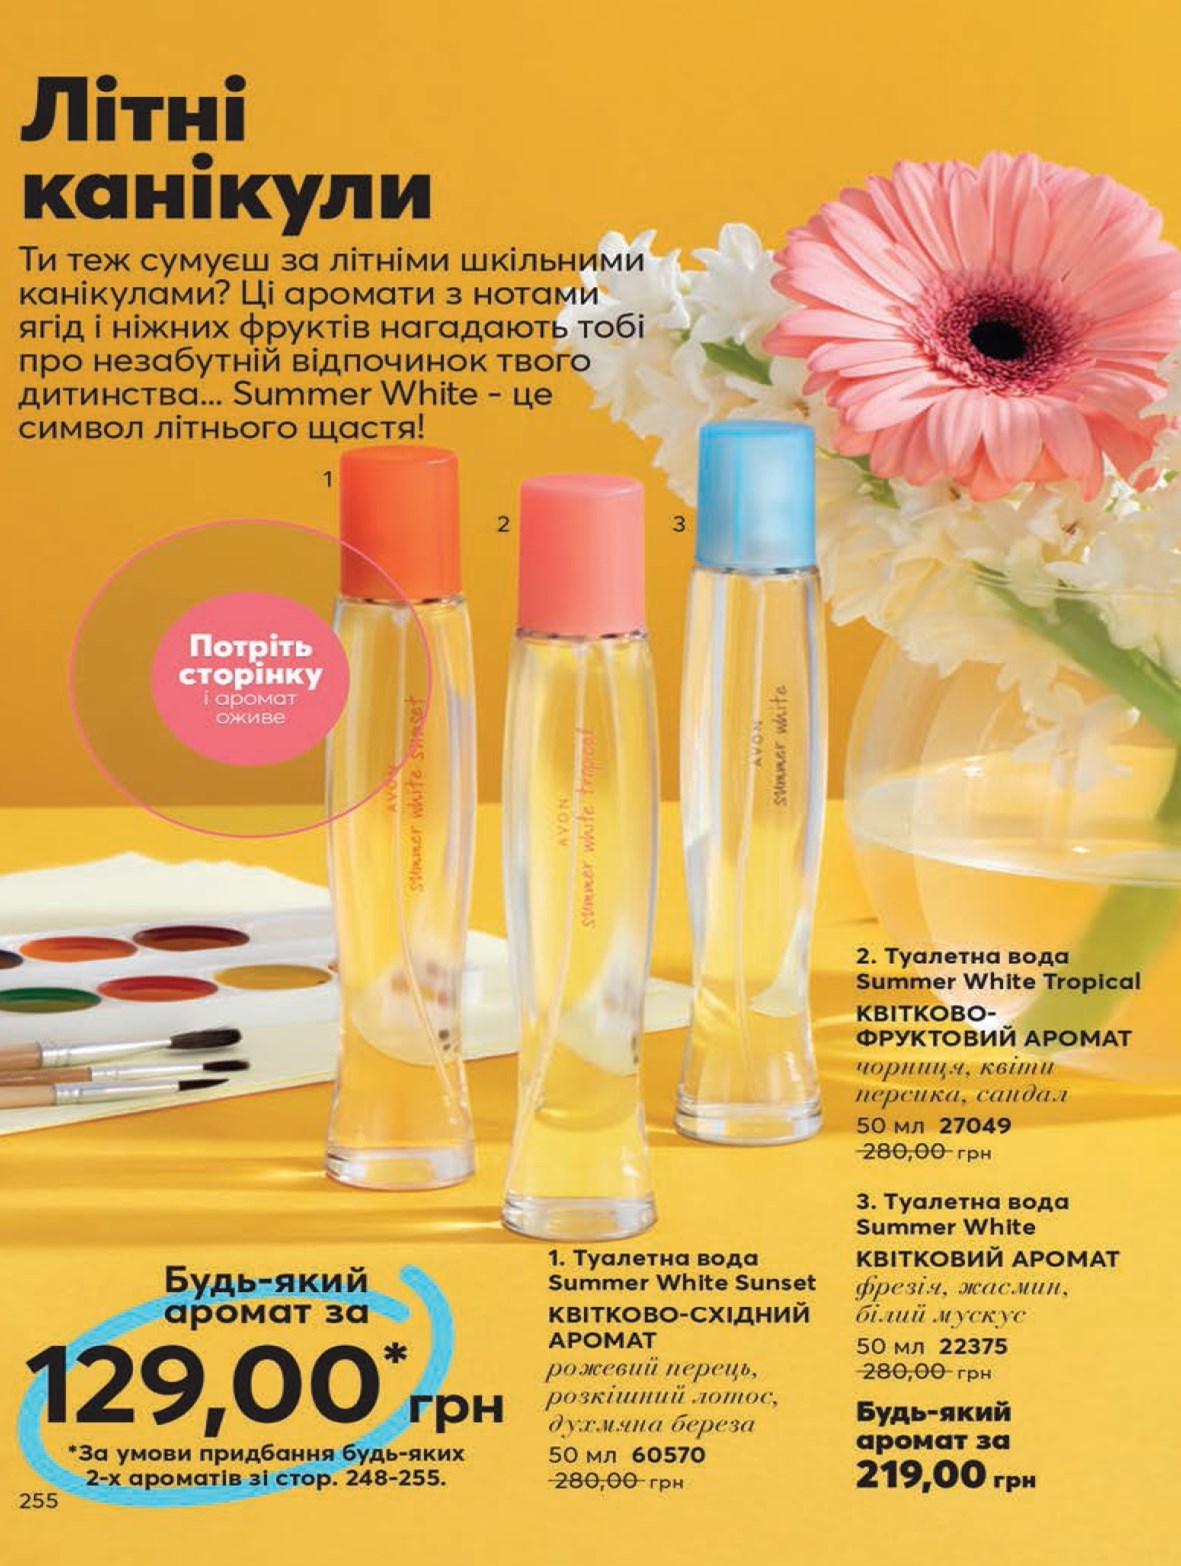 Літні
канікули
Ти теж сумуєш за літніми шкільними
канікулами? Ці аромати з нотами
ягід і ніжних фруктів нагадають тобі
про незабутній відпочинок твого
дитинства... Summer White - це
символ літнього щастя!
1
2
3
Потріть
сторінку
і аромат
оживе
AVON
summer white sunset
AVON
summer white tropical
AVON
summer white
2. Туалетна вода
Summer White Tropical
КВІТКОВО-
ФРУКТОВИЙ АРОМАТ
чорниця, квіти
персика, сандал
50 мл 27049
280,00 грн
3. Туалетна вода
Summer White
КВІТКОВИЙ АРОМАТ
фрезія, жасмин,
білий мускус
50 мл 22375
280,00 грн
Будь-який
аромат за
219,00 грн
1. Туалетна вода
Summer White Sunset
КВІТКОВО-СХІДНИЙ
АРОМАТ
рожевий перець,
розкішний лотос,
духмяна береза
50 мл 60570
280,00 грн
Будь-який
аромат за
129,00* грн
*За умови придбання будь-яких
2-х ароматів зі стор. 248-255.
255